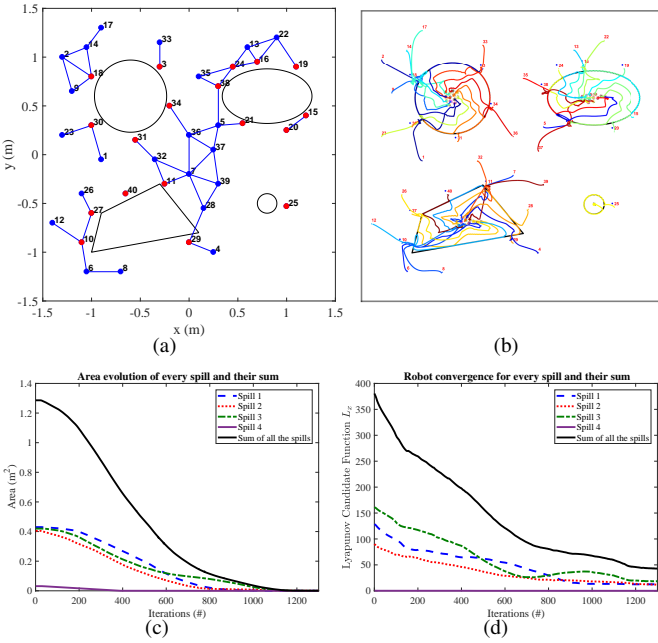 1.5
1
0.5
0
-0.5
-1
-1.5
y (m)
-1.5 -1 -0.5 0 0.5 1 1.5
x (m)
17
33
22
2
14
13
18
3
24
16
19
9
35
38
34
15
23
30
31
36
5
21
20
37
1
32
7
11
39
26
40
28
25
27
12
10
29
4
6
8
(a)
(b)
Area evolution of every spill and their sum
Spill 1
Spill 2
Spill 3
Spill 4
Sum of all the spills
Area (m²)
1.4
1.2
1
0.8
0.6
0.4
0.2
0
0 200 400 600 800 1000 1200
Iterations (#)
(c)
Robot convergence for every spill and their sum
Spill 1
Spill 2
Spill 3
Spill 4
Sum of all the spills
Lyapunov Candidate Function Lz
400
350
300
250
200
150
100
50
0
0 200 400 600 800 1000 1200
Iterations (#)
(d)